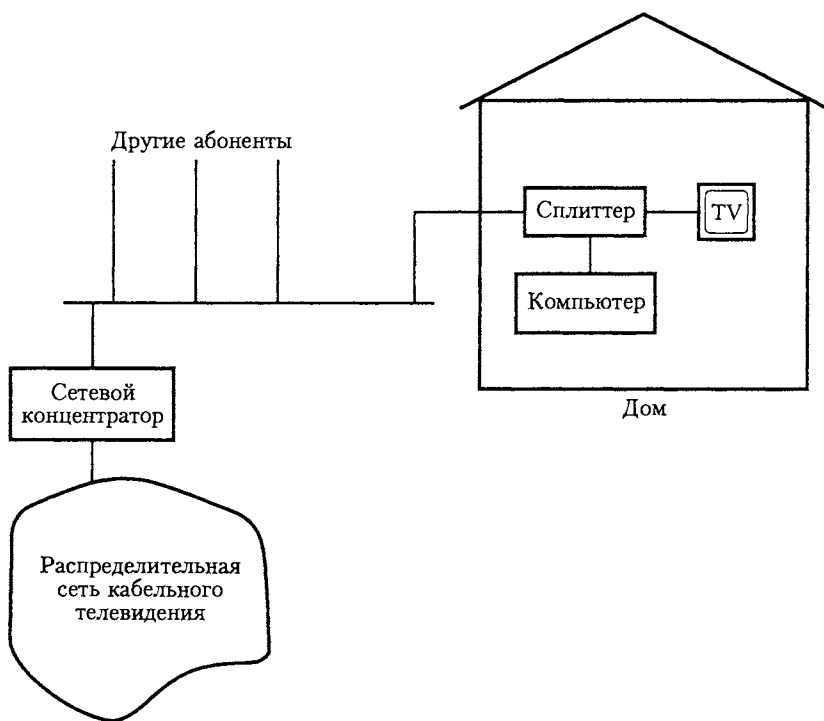 Другие абоненты
Сплиттер
TV
Компьютер
Дом
Сетевой
концентратор
Распределительная
сеть кабельного
телевидения